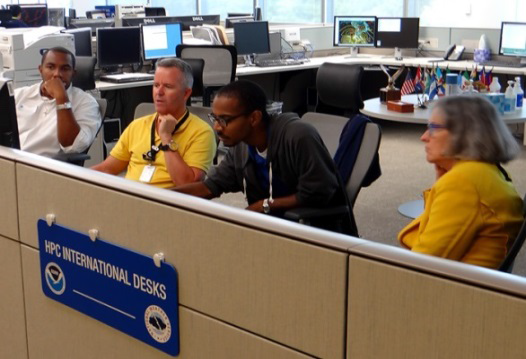 HPC INTERNATIONAL DESKS